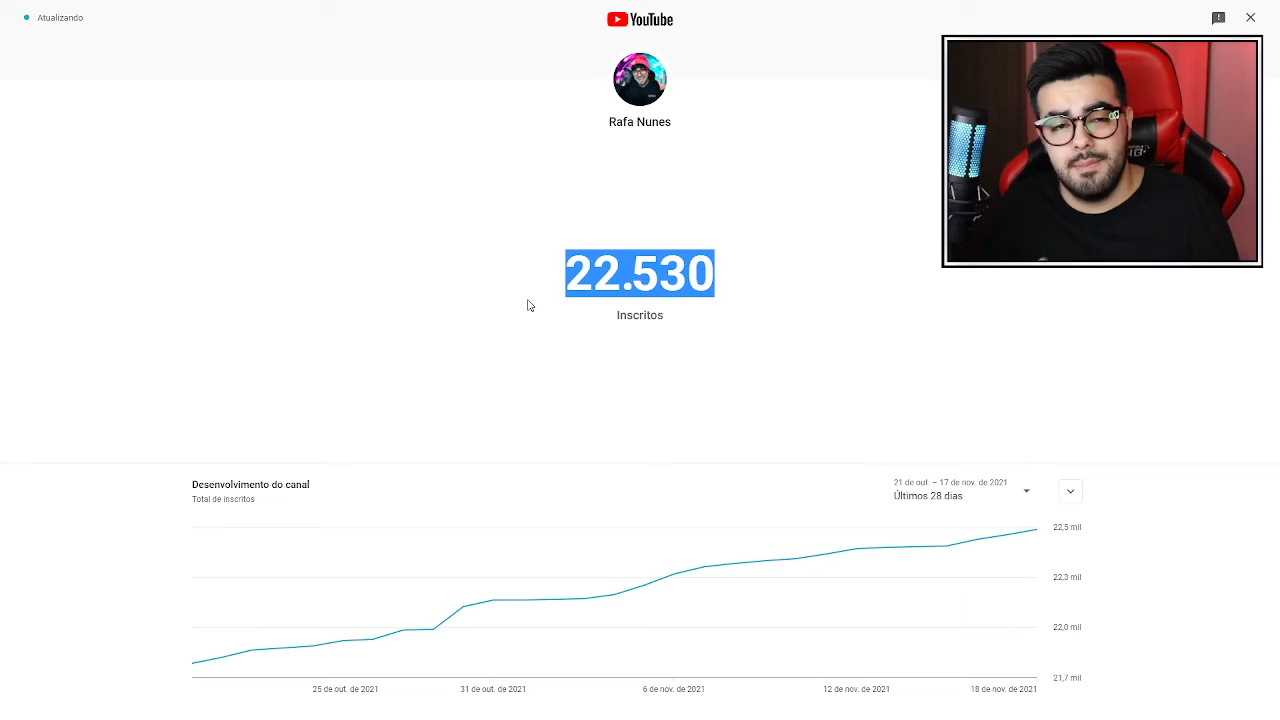 Atualizando
YouTube
Rafa Nunes
22.530
Inscritos
Desenvolvimento do canal
Total de inscritos
21 de out. – 17 de nov. de 2021
Últimos 28 dias
22,5 mil
22,3 mil
22,0 mil
21,7 mil
25 de out. de 2021
31 de out. de 2021
6 de nov. de 2021
12 de nov. de 2021
18 de nov. de 2021